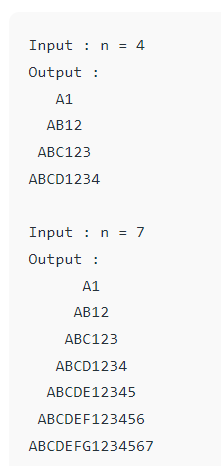 Input : n = 4
Output :
   A1
  AB12
 ABC123
ABCD1234

Input : n = 7
Output :
      A1
     AB12
    ABC123
   ABCD1234
  ABCDE12345
 ABCDEF123456
ABCDEFG1234567